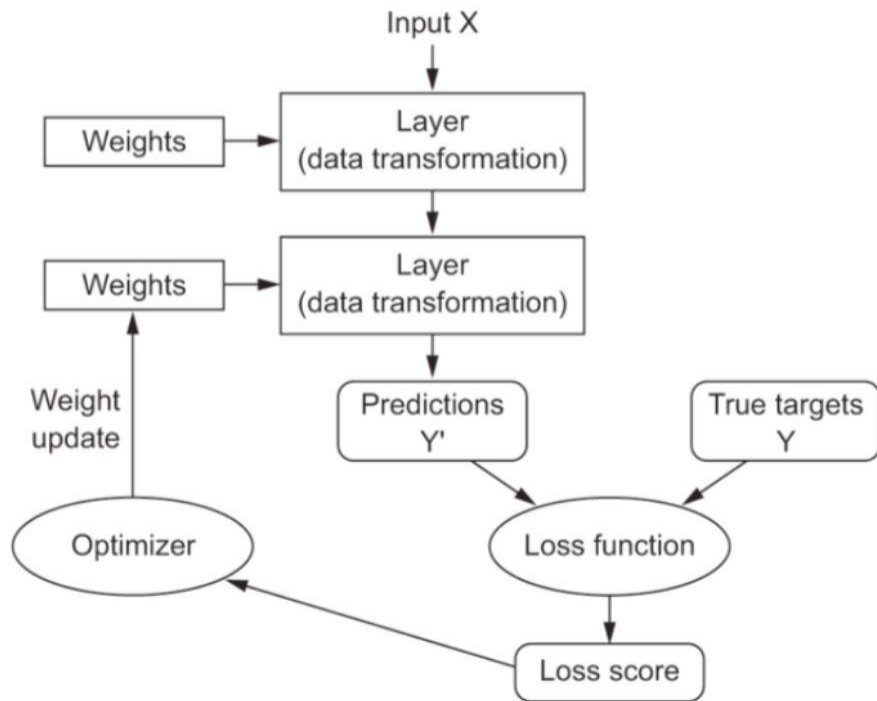 Input X
Weights
Layer
(data transformation)
Weights
Layer
(data transformation)
Weight
update
Predictions
Y'
True targets
Y
Optimizer
Loss function
Loss score